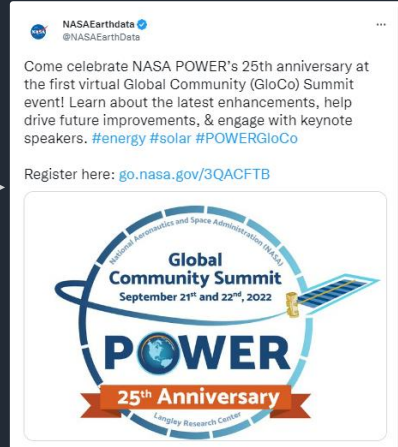 NASAEarthdata
@NASAEarthData
Come celebrate NASA POWER's 25th anniversary at
the first virtual Global Community (GloCo) Summit
event! Learn about the latest enhancements, help
drive future improvements, & engage with keynote
speakers. #energy #solar #POWERGloCo
Register here: go.nasa.gov/3QACFTB
National Aeronautics and Space Administration (NASA)
Global
Community Summit
September 21st and 22nd, 2022
POWER
25th Anniversary
Langley Research Center